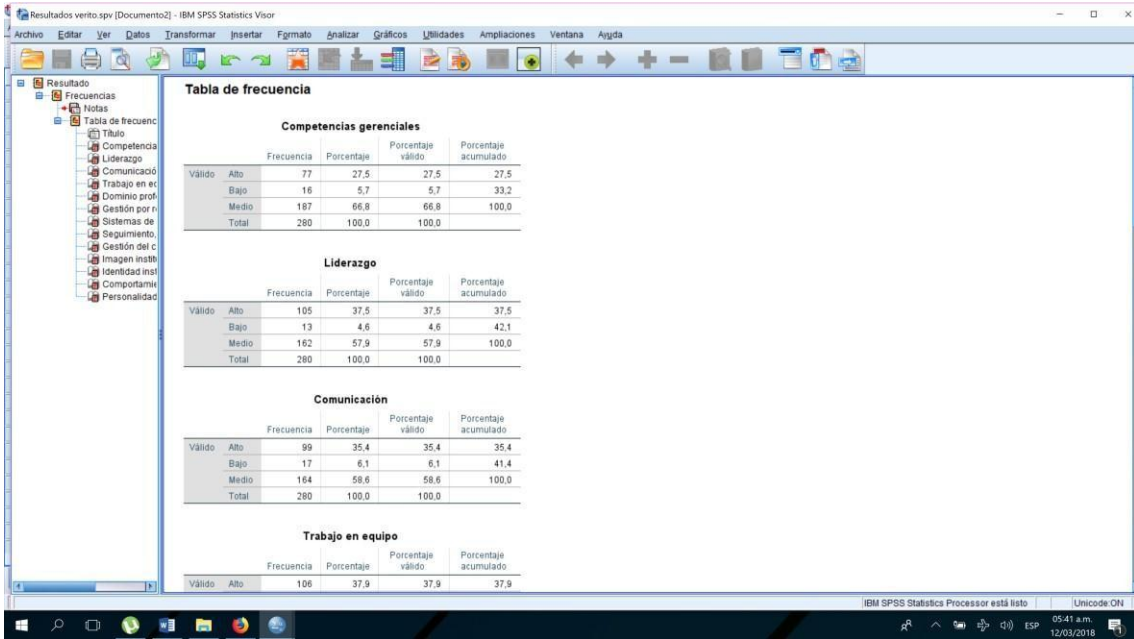 Resultados verito.spv [Documento2] - IBM SPSS Statistics Visor
Archivo Editar Ver Datos Transformar Insertar Formato Analizar Gráficos Utilidades Ampliaciones Ventana Ayuda
Resultado
Frecuencias
Notas
Tabla de frecuenc
Título
Competencia
Liderazgo
Comunicació
Trabajo en ec
Dominio prof
Gestión por r
Sistemas de
Seguimiento,
Gestión del c
Imagen instit
Identidad inst
Comportamie
Personalidad
Tabla de frecuencia
Competencias gerenciales
Frecuencia Porcentaje Porcentaje válido Porcentaje acumulado
Válido Alto 77 27,5 27,5 27,5
Bajo 16 5,7 5,7 33,2
Medio 187 66,8 66,8 100,0
Total 280 100,0 100,0
Liderazgo
Frecuencia Porcentaje Porcentaje válido Porcentaje acumulado
Válido Alto 105 37,5 37,5 37,5
Bajo 13 4,6 4,6 42,1
Medio 162 57,9 57,9 100,0
Total 280 100,0 100,0
Comunicación
Frecuencia Porcentaje Porcentaje válido Porcentaje acumulado
Válido Alto 99 35,4 35,4 35,4
Bajo 17 6,1 6,1 41,4
Medio 164 58,6 58,6 100,0
Total 280 100,0 100,0
Trabajo en equipo
Frecuencia Porcentaje Porcentaje válido Porcentaje acumulado
Válido Alto 106 37,9 37,9 37,9
IBM SPSS Statistics Processor está listo Unicode:ON
ESP 05:41 a.m.
12/03/2018